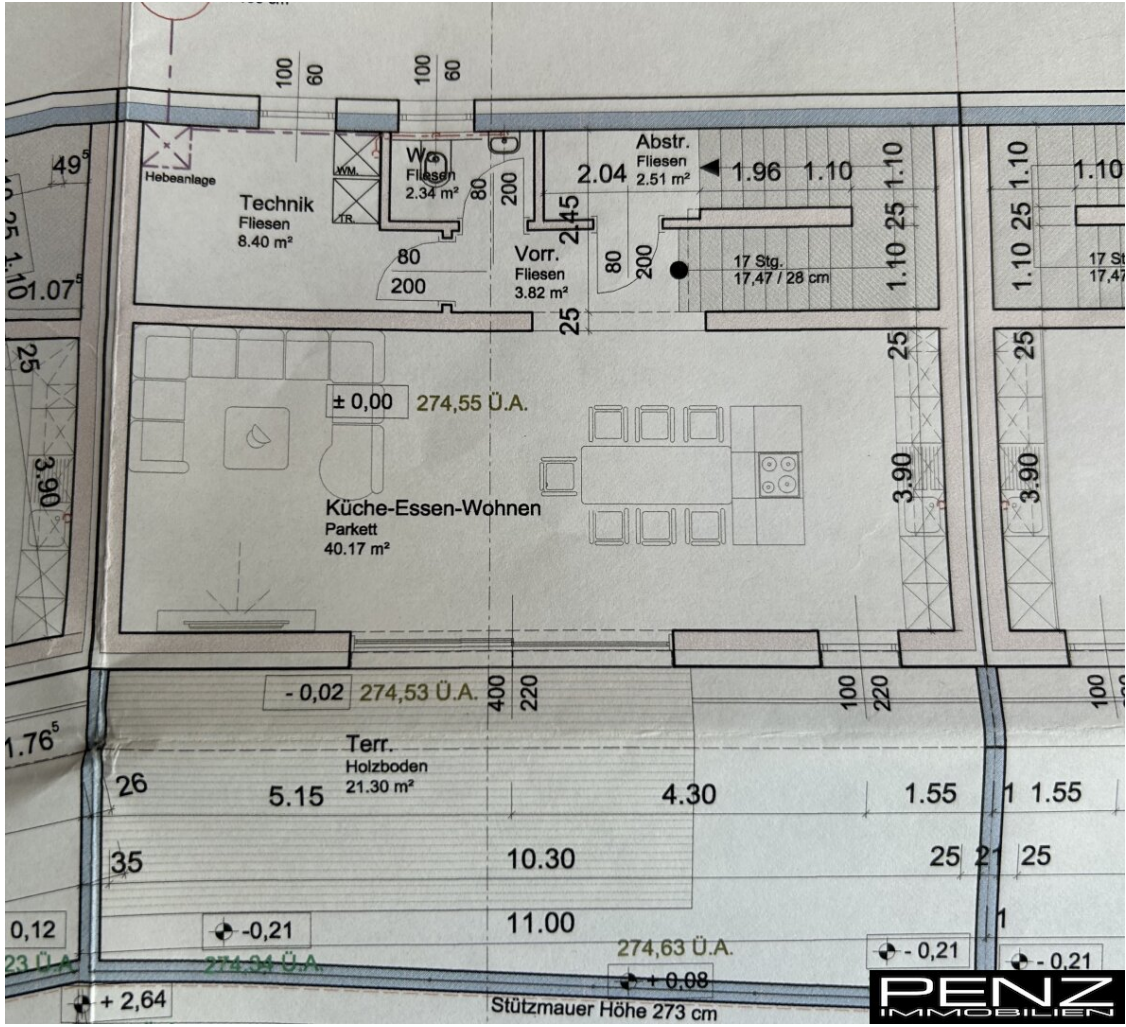 100
60
100
60
49⁵
Hebeanlage
WM.
TR.
Technik
Fliesen
8.40 m²
Wc
Fliesen
2.34 m²
80
200
80
200
Abstr.
Fliesen
2.51 m²
2.04
1.96
1.10
1.10
25
1.10
2.45
Vorr.
Fliesen
3.82 m²
80
200
17 Stg.
17,47 / 28 cm
1.10
25
1.10
1.10
17,47
1.10
1.07⁵
25
25
25
25
± 0,00
274,55 Ü.A.
3.90
3.90
3.90
Küche-Essen-Wohnen
Parkett
40.17 m²
- 0,02
274,53 Ü.A.
400
220
100
220
100
1.76⁵
Terr.
Holzboden
21.30 m²
26
5.15
4.30
1.55
1
1.55
35
10.30
25
21
25
11.00
1
0,12
-0,21
274,63 Ü.A.
- 0,21
- 0,21
+ 0,08
+ 2,64
Stützmauer Höhe 273 cm
PENZ
IMMOBILIEN